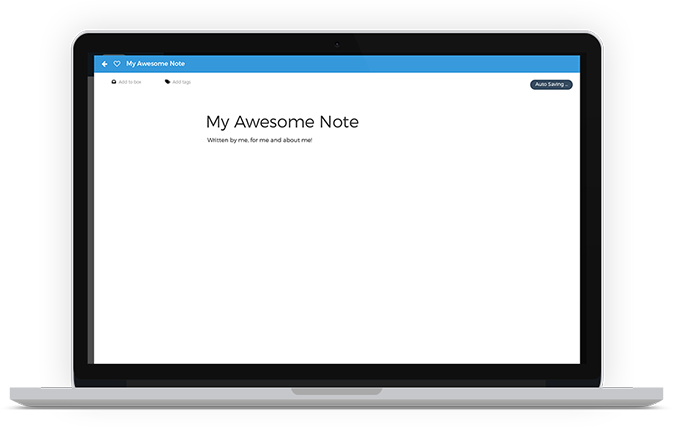 My Awesome Note
Add to box
Add tags
Auto Saving ..
My Awesome Note
Written by me, for me and about me!